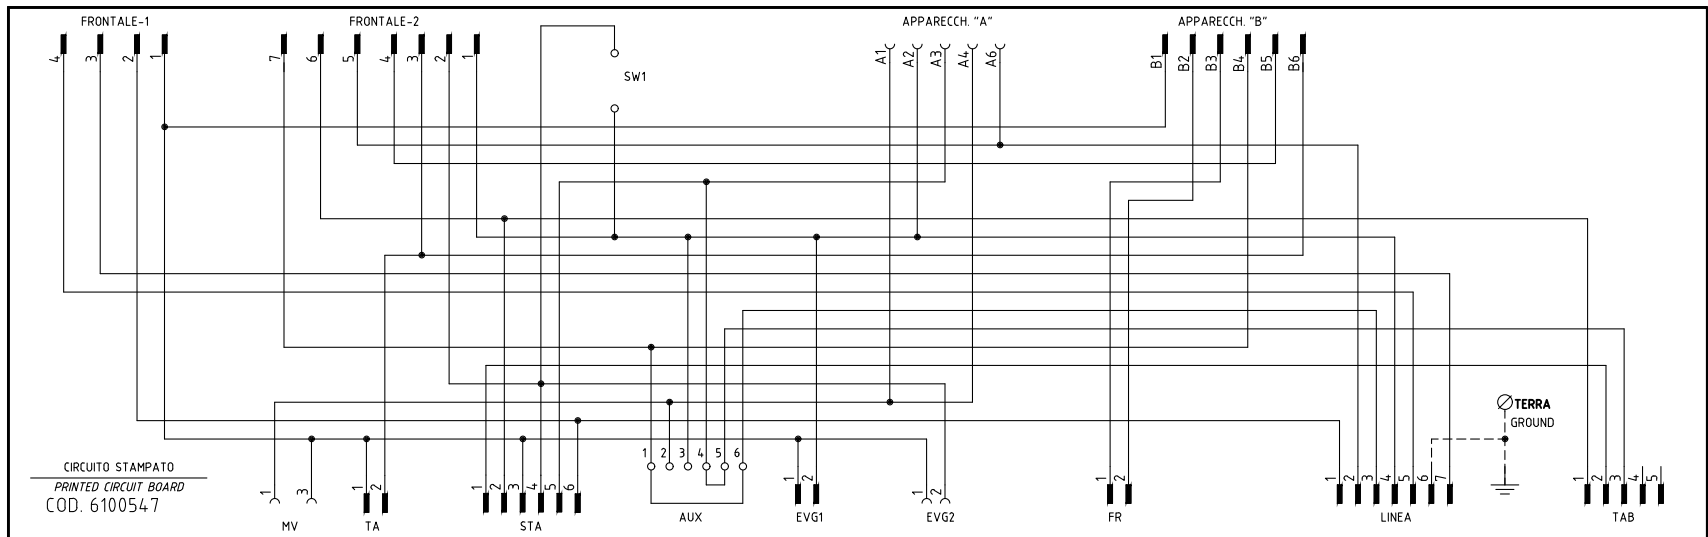 FRONTALE-1 FRONTALE-2 APPARECCH. "A" APPARECCH. "B"
4 3 2 1 7 6 5 4 3 2 1 A1 A2 A3 A4 A6 B1 B2 B3 B4 B5 B6
SW1
TERRA
GROUND
1 2 3 4 5 6
CIRCUITO STAMPATO
PRINTED CIRCUIT BOARD
COD. 6100547
1 3 1 2 1 2 3 4 5 6 1 2 1 2 1 2 1 2 3 4 5 6 7 1 2 3 4 5
MV TA STA AUX EVG1 EVG2 FR LINEA TAB